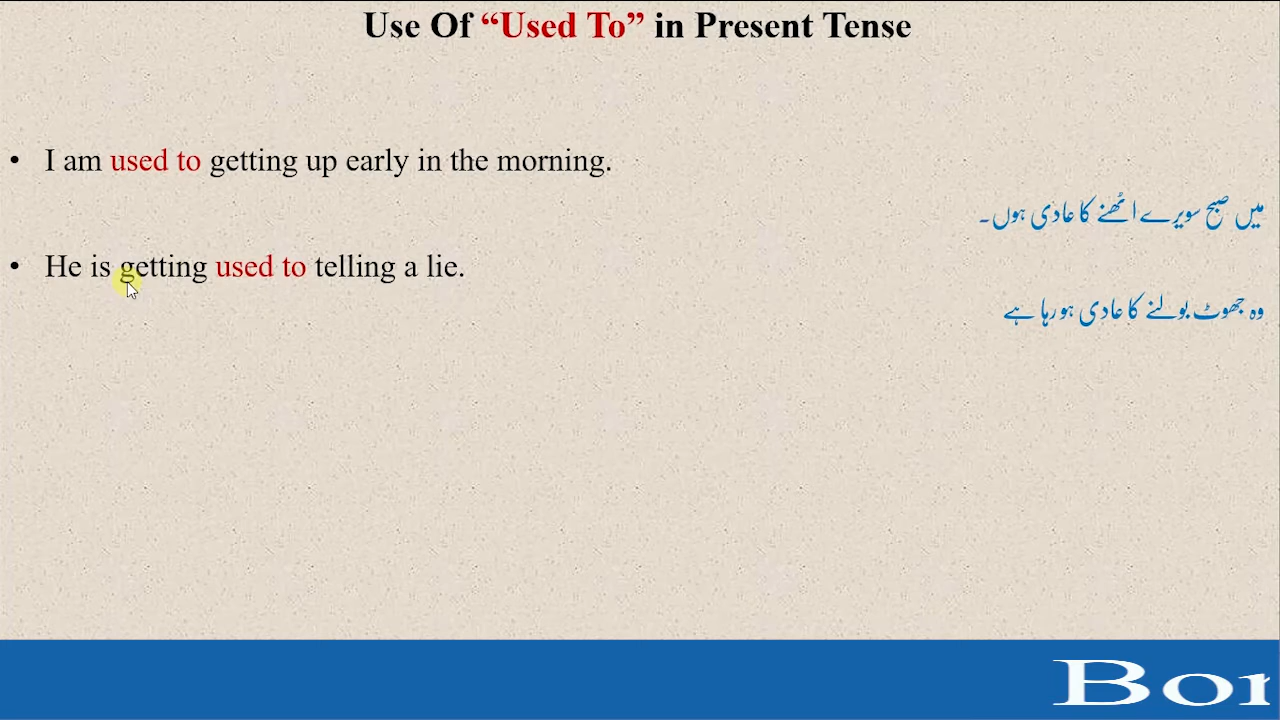 Use Of “Used To” in Present Tense
• I am used to getting up early in the morning.
میں صبح سویرے اٹھنے کا عادی ہوں۔
• He is getting used to telling a lie.
وہ جھوٹ بولنے کا عادی ہو رہا ہے